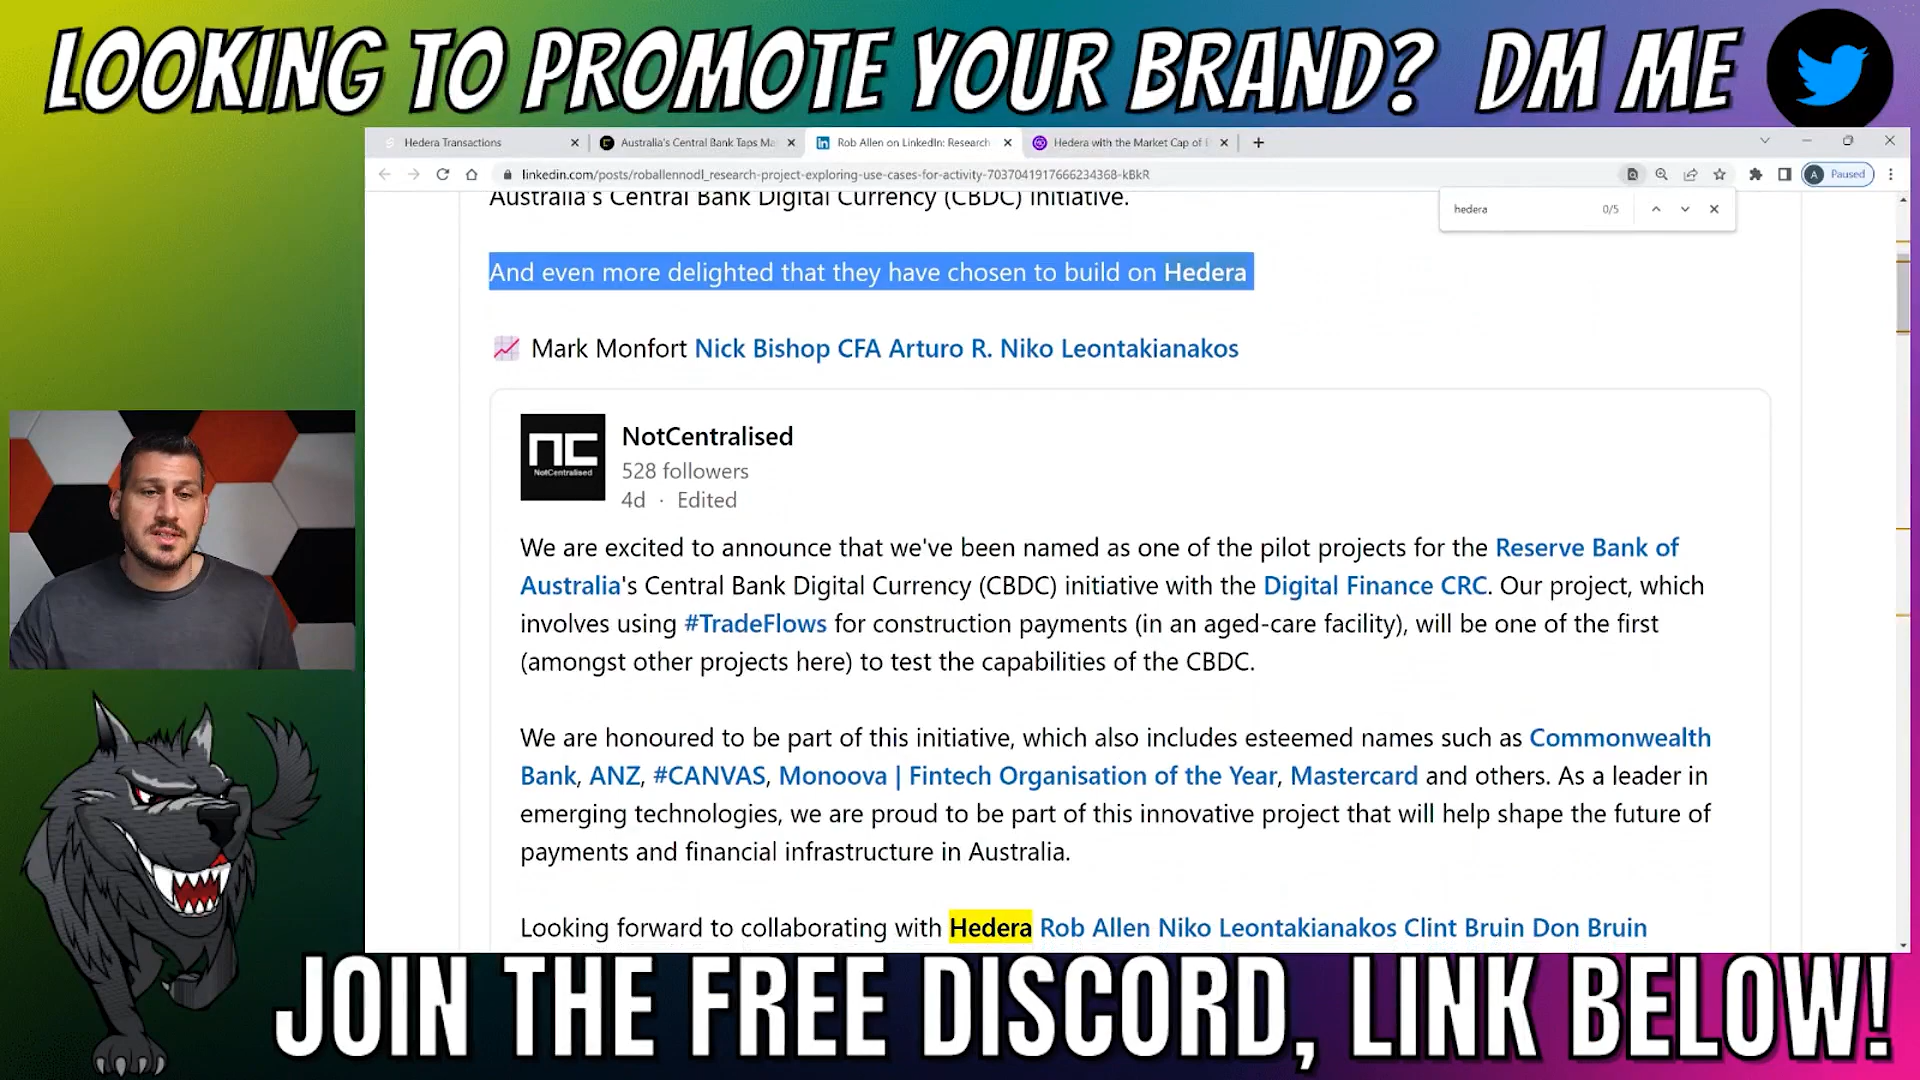 LOOKING TO PROMOTE YOUR BRAND? DM ME
Hedera Transactions
Australia's Central Bank Taps Ma
Rob Allen on LinkedIn: Research
Hedera with the Market Cap of
linkedin.com/posts/roballennodl_research-project-exploring-use-cases-for-activity-7037041917666234368-kBkR
A Paused
hedera 0/5
Australia's Central Bank Digital Currency (CBDC) initiative.
And even more delighted that they have chosen to build on Hedera
Mark Monfort Nick Bishop CFA Arturo R. Niko Leontakianakos
nc
NotCentralised
NotCentralised
528 followers
4d · Edited
We are excited to announce that we've been named as one of the pilot projects for the Reserve Bank of
Australia's Central Bank Digital Currency (CBDC) initiative with the Digital Finance CRC. Our project, which
involves using #TradeFlows for construction payments (in an aged-care facility), will be one of the first
(amongst other projects here) to test the capabilities of the CBDC.
We are honoured to be part of this initiative, which also includes esteemed names such as Commonwealth
Bank, ANZ, #CANVAS, Monoova | Fintech Organisation of the Year, Mastercard and others. As a leader in
emerging technologies, we are proud to be part of this innovative project that will help shape the future of
payments and financial infrastructure in Australia.
Looking forward to collaborating with Hedera Rob Allen Niko Leontakianakos Clint Bruin Don Bruin
JOIN THE FREE DISCORD, LINK BELOW!